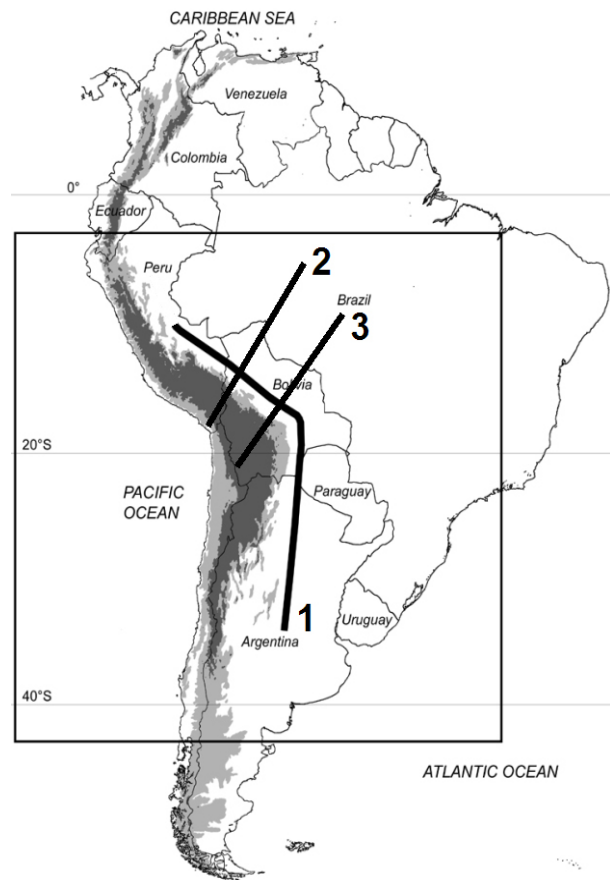 CARIBBEAN SEA
Venezuela
Colombia
0°
Ecuador
Peru
2
Brazil
3
Bolivia
20°S
PACIFIC
OCEAN
Paraguay
1
Uruguay
Argentina
40°S
ATLANTIC OCEAN